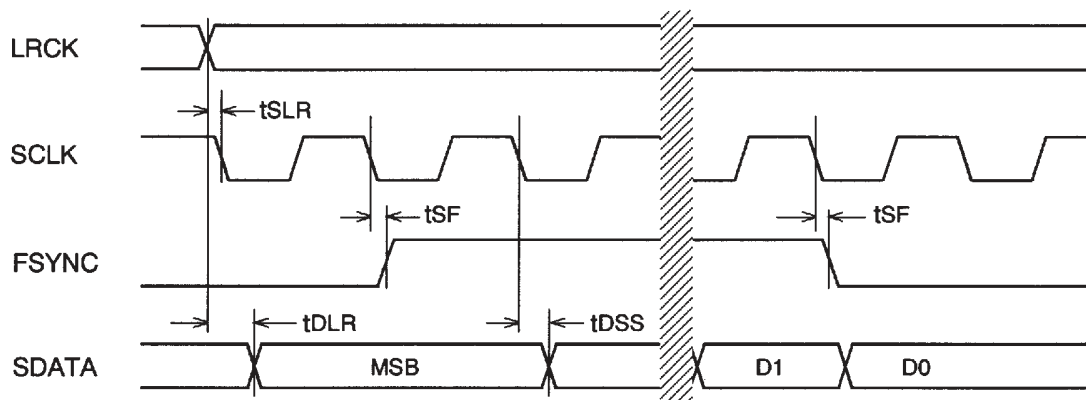 LRCK
tSLR
SCLK
tSF
tSF
FSYNC
tDLR
tDSS
SDATA
MSB
D1
D0